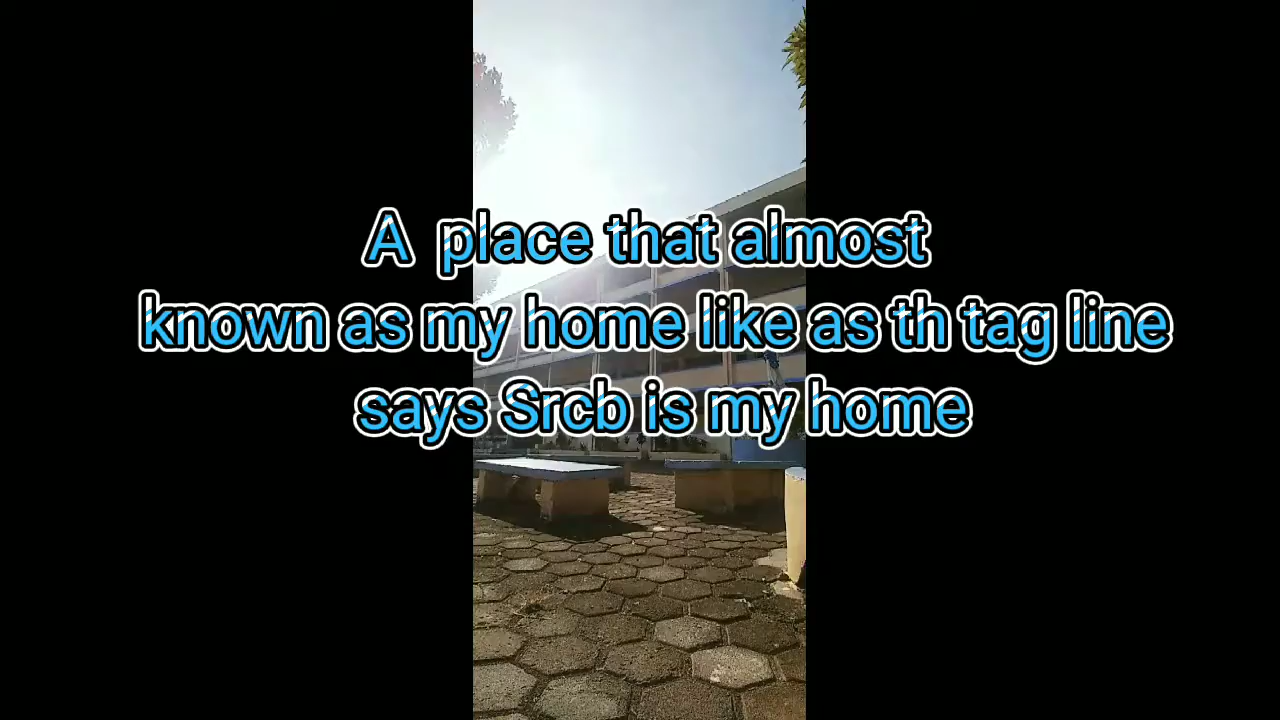 A place that almost
known as my home like as th tag line
says Srcb is my home